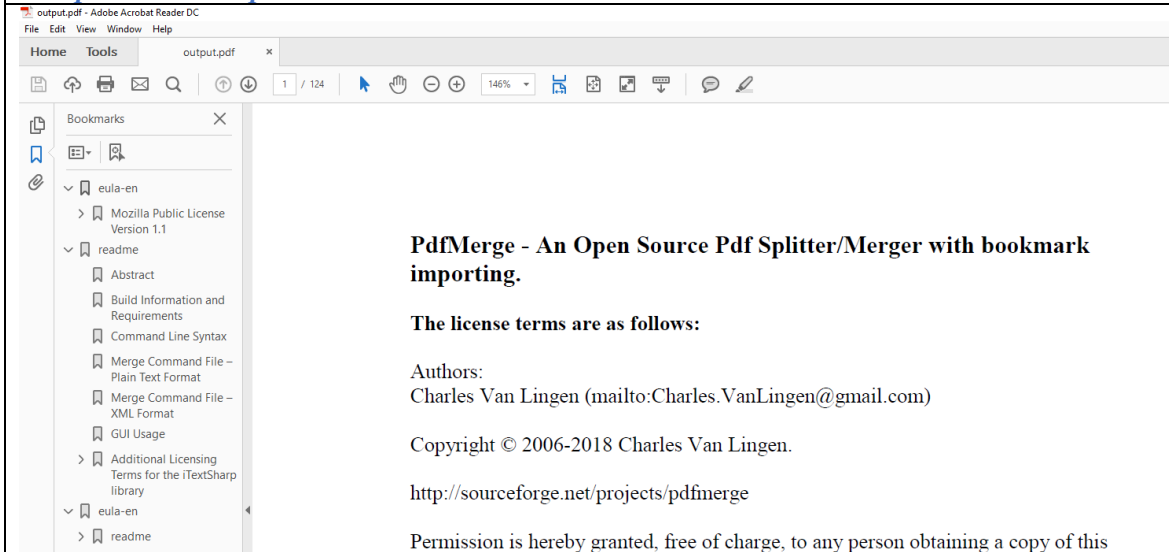 output.pdf - Adobe Acrobat Reader DC
File Edit View Window Help
Home Tools output.pdf ×
1 / 124 146%
Bookmarks
eula-en
Mozilla Public License
Version 1.1
readme
Abstract
Build Information and
Requirements
Command Line Syntax
Merge Command File –
Plain Text Format
Merge Command File –
XML Format
GUI Usage
Additional Licensing
Terms for the iTextSharp
library
eula-en
readme
PdfMerge - An Open Source Pdf Splitter/Merger with bookmark
importing.
The license terms are as follows:
Authors:
Charles Van Lingen (mailto:Charles.VanLingen@gmail.com)
Copyright © 2006-2018 Charles Van Lingen.
http://sourceforge.net/projects/pdfmerge
Permission is hereby granted, free of charge, to any person obtaining a copy of this